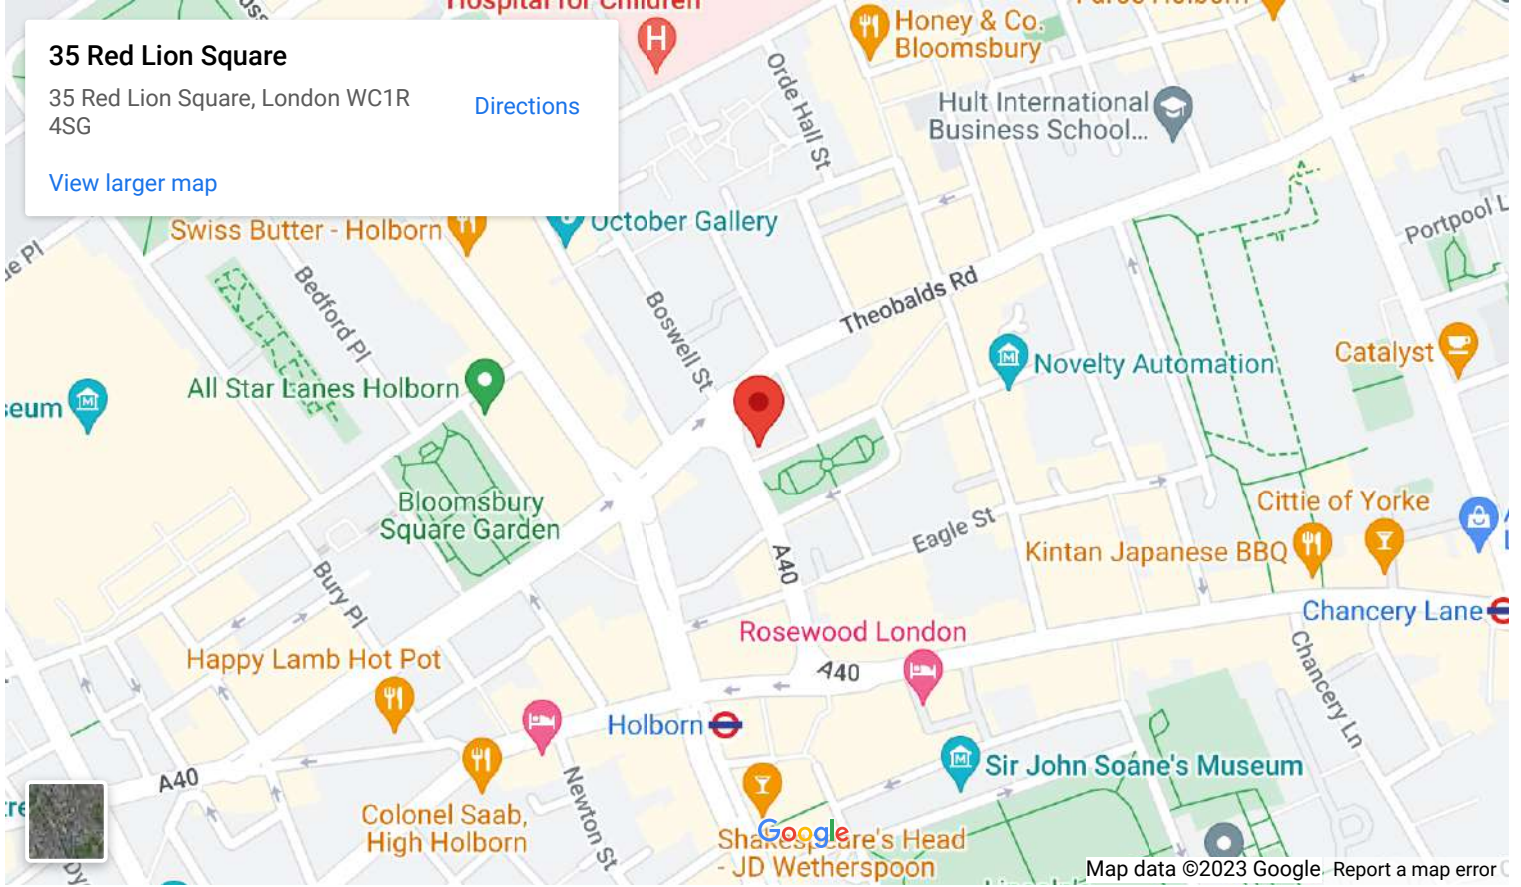 Hospital for Children
35 Red Lion Square
35 Red Lion Square, London WC1R
4SG
Directions
View larger map
Honey & Co.
Bloomsbury
Orde Hall St
Hult International
Business School...
Swiss Butter - Holborn
October Gallery
Portpool L
Bedford Pl
Boswell St
Theobalds Rd
Novelty Automation
Catalyst
All Star Lanes Holborn
seum
Bloomsbury
Square Garden
Cittie of Yorke
Eagle St
Kintan Japanese BBQ
A40
Bury Pl
Chancery Lane
Rosewood London
Happy Lamb Hot Pot
A40
Chancery Ln
Holborn
Sir John Soane's Museum
A40
Newton St
Colonel Saab,
High Holborn
Google
Shakespeare's Head
- JD Wetherspoon
Map data ©2023 Google
Report a map error